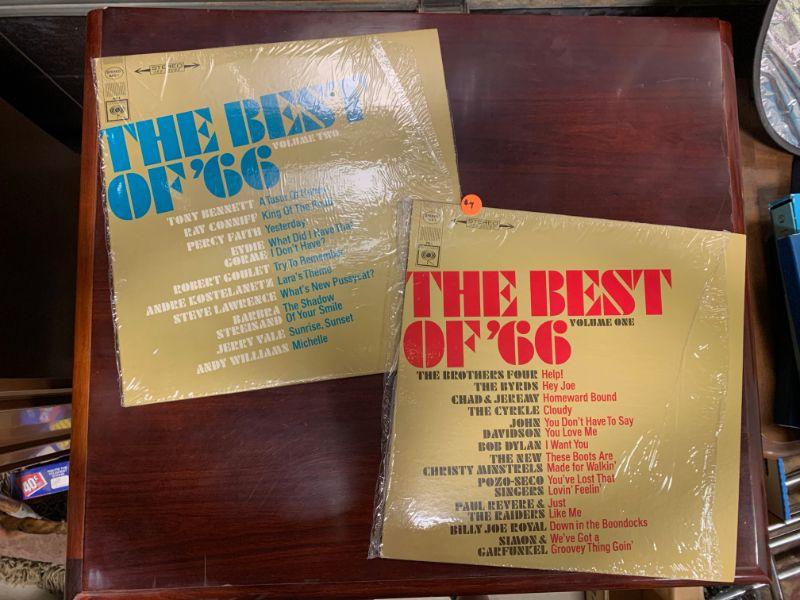 STEREO
THE BEST
OF '66
VOLUME TWO
TONY BENNETT A Taste Of Honey
RAY CONNIFF King Of The Road
PERCY FAITH Yesterday
EYDIE What Did I Have That
GORME I Don't Have?
ROBERT GOULET Try To Remember
ANDRE KOSTELANETZ Lara's Theme
STEVE LAWRENCE What's New Pussycat?
BARBRA The Shadow
STREISAND Of Your Smile
JERRY VALE Sunrise, Sunset
ANDY WILLIAMS Michelle
STEREO
THE BEST
OF '66
VOLUME ONE
THE BROTHERS FOUR Help!
THE BYRDS Hey Joe
CHAD & JEREMY Homeward Bound
THE CYRKLE Cloudy
JOHN You Don't Have To Say
DAVIDSON You Love Me
BOB DYLAN I Want You
THE NEW These Boots Are
CHRISTY MINSTRELS Made for Walkin'
POZO-SECO You've Lost That
SINGERS Lovin' Feelin'
PAUL REVERE & Just
THE RAIDERS Like Me
BILLY JOE ROYAL Down in the Boondocks
SIMON & We've Got a
GARFUNKEL Groovey Thing Goin'
40¢